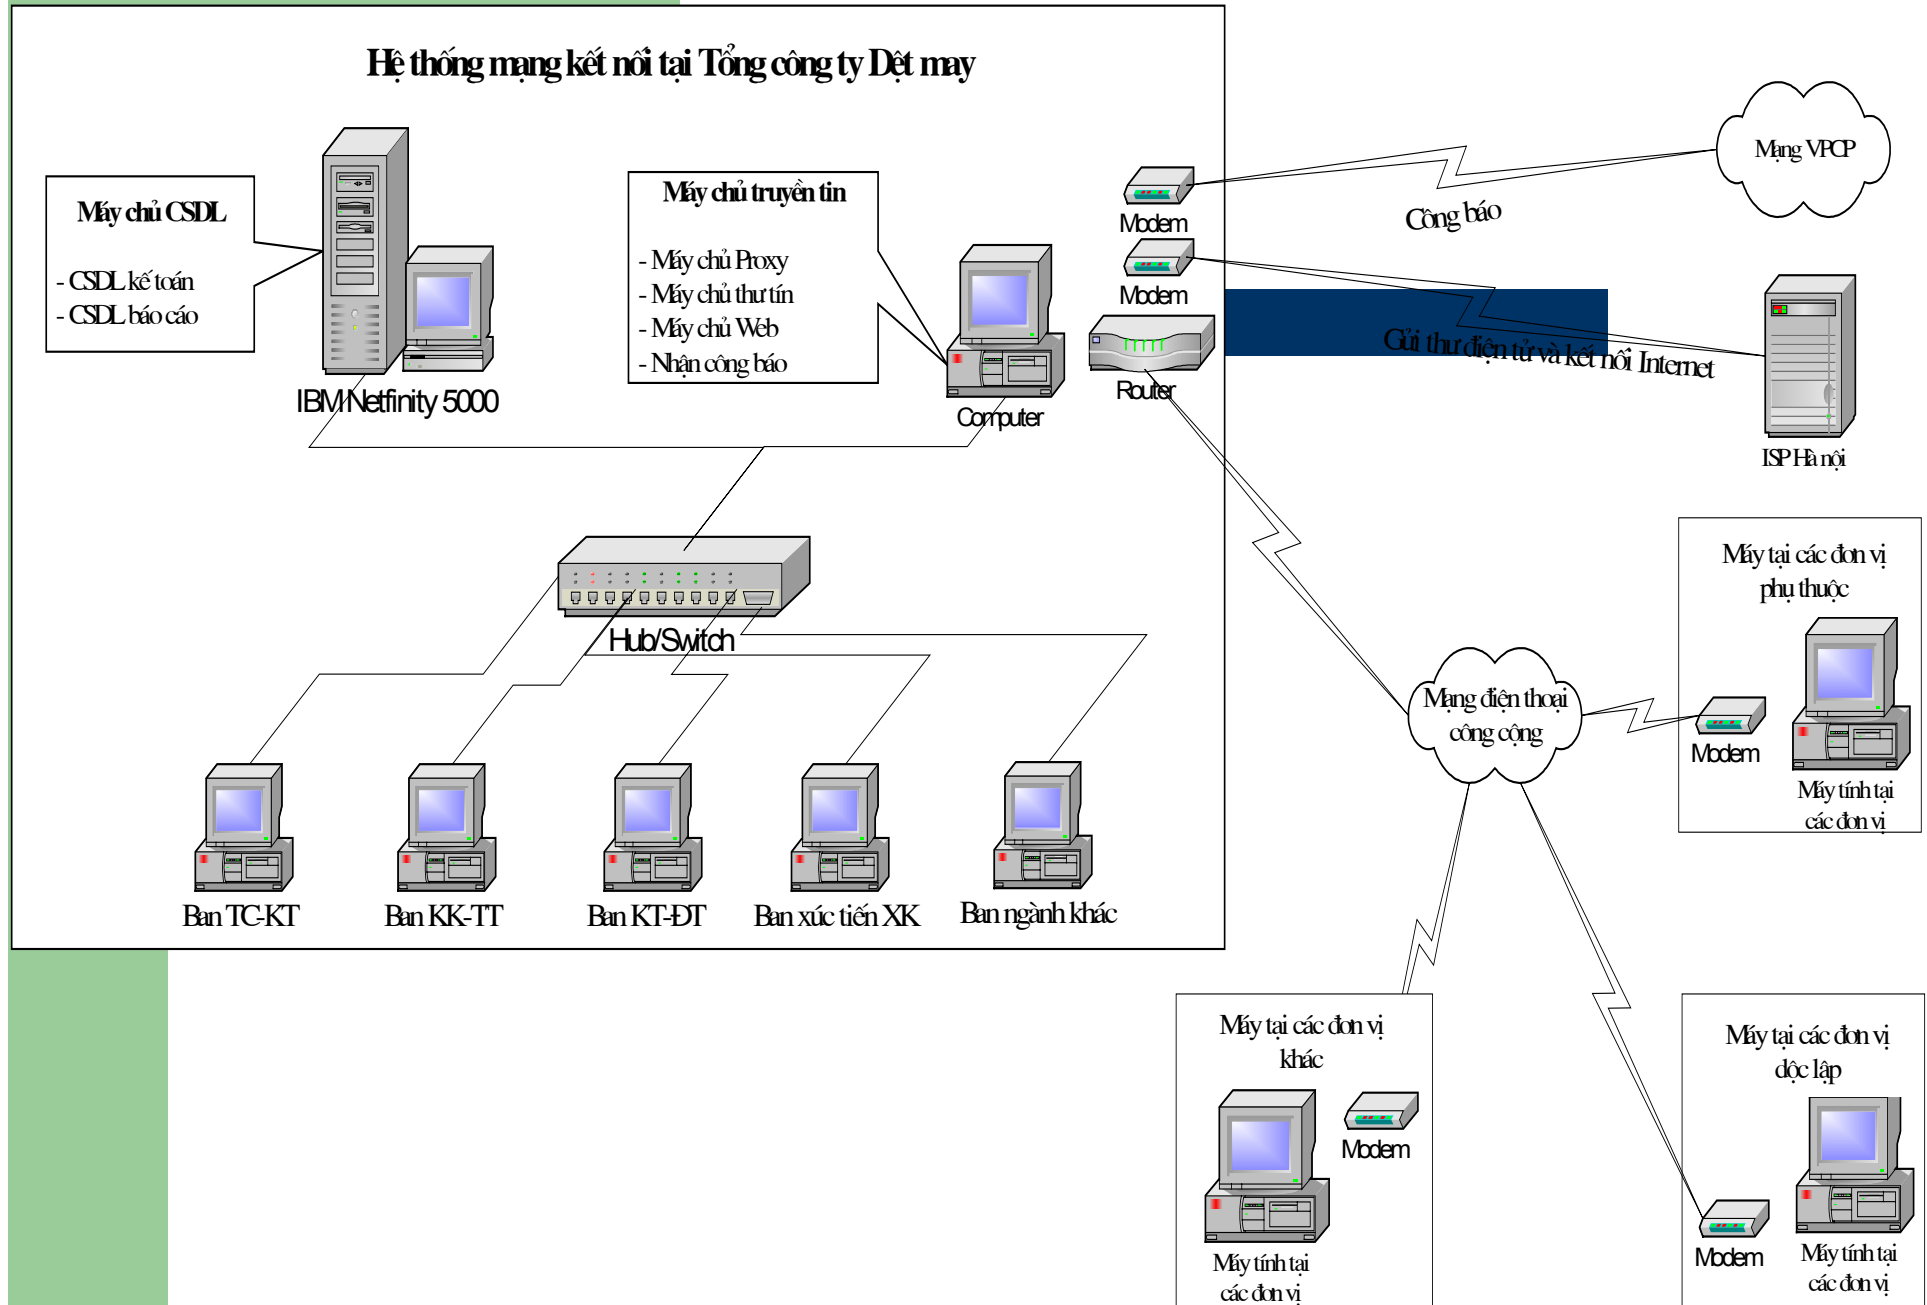 Hệ thống mạng kết nối tại Tổng công ty Dệt may
Máy chủ CSDL
- CSDL kế toán
- CSDL báo cáo
IBM Netfinity 5000
Máy chủ truyền tin
- Máy chủ Proxy
- Máy chủ thư tín
- Máy chủ Web
- Nhận công báo
Computer
Modem
Modem
Router
Công báo
Mạng VPCP
Gửi thư điện tử và kết nối Internet
ISP Hà nội
Hub/Switch
Ban TC-KT
Ban KK-TT
Ban KT-ĐT
Ban xúc tiến XK
Ban ngành khác
Mạng điện thoại
công cộng
Máy tại các đơn vị
phụ thuộc
Modem
Máy tính tại
các đơn vị
Máy tại các đơn vị
khác
Modem
Máy tính tại
các đơn vị
Máy tại các đơn vị
dộc lập
Modem
Máy tính tại
các đơn vị